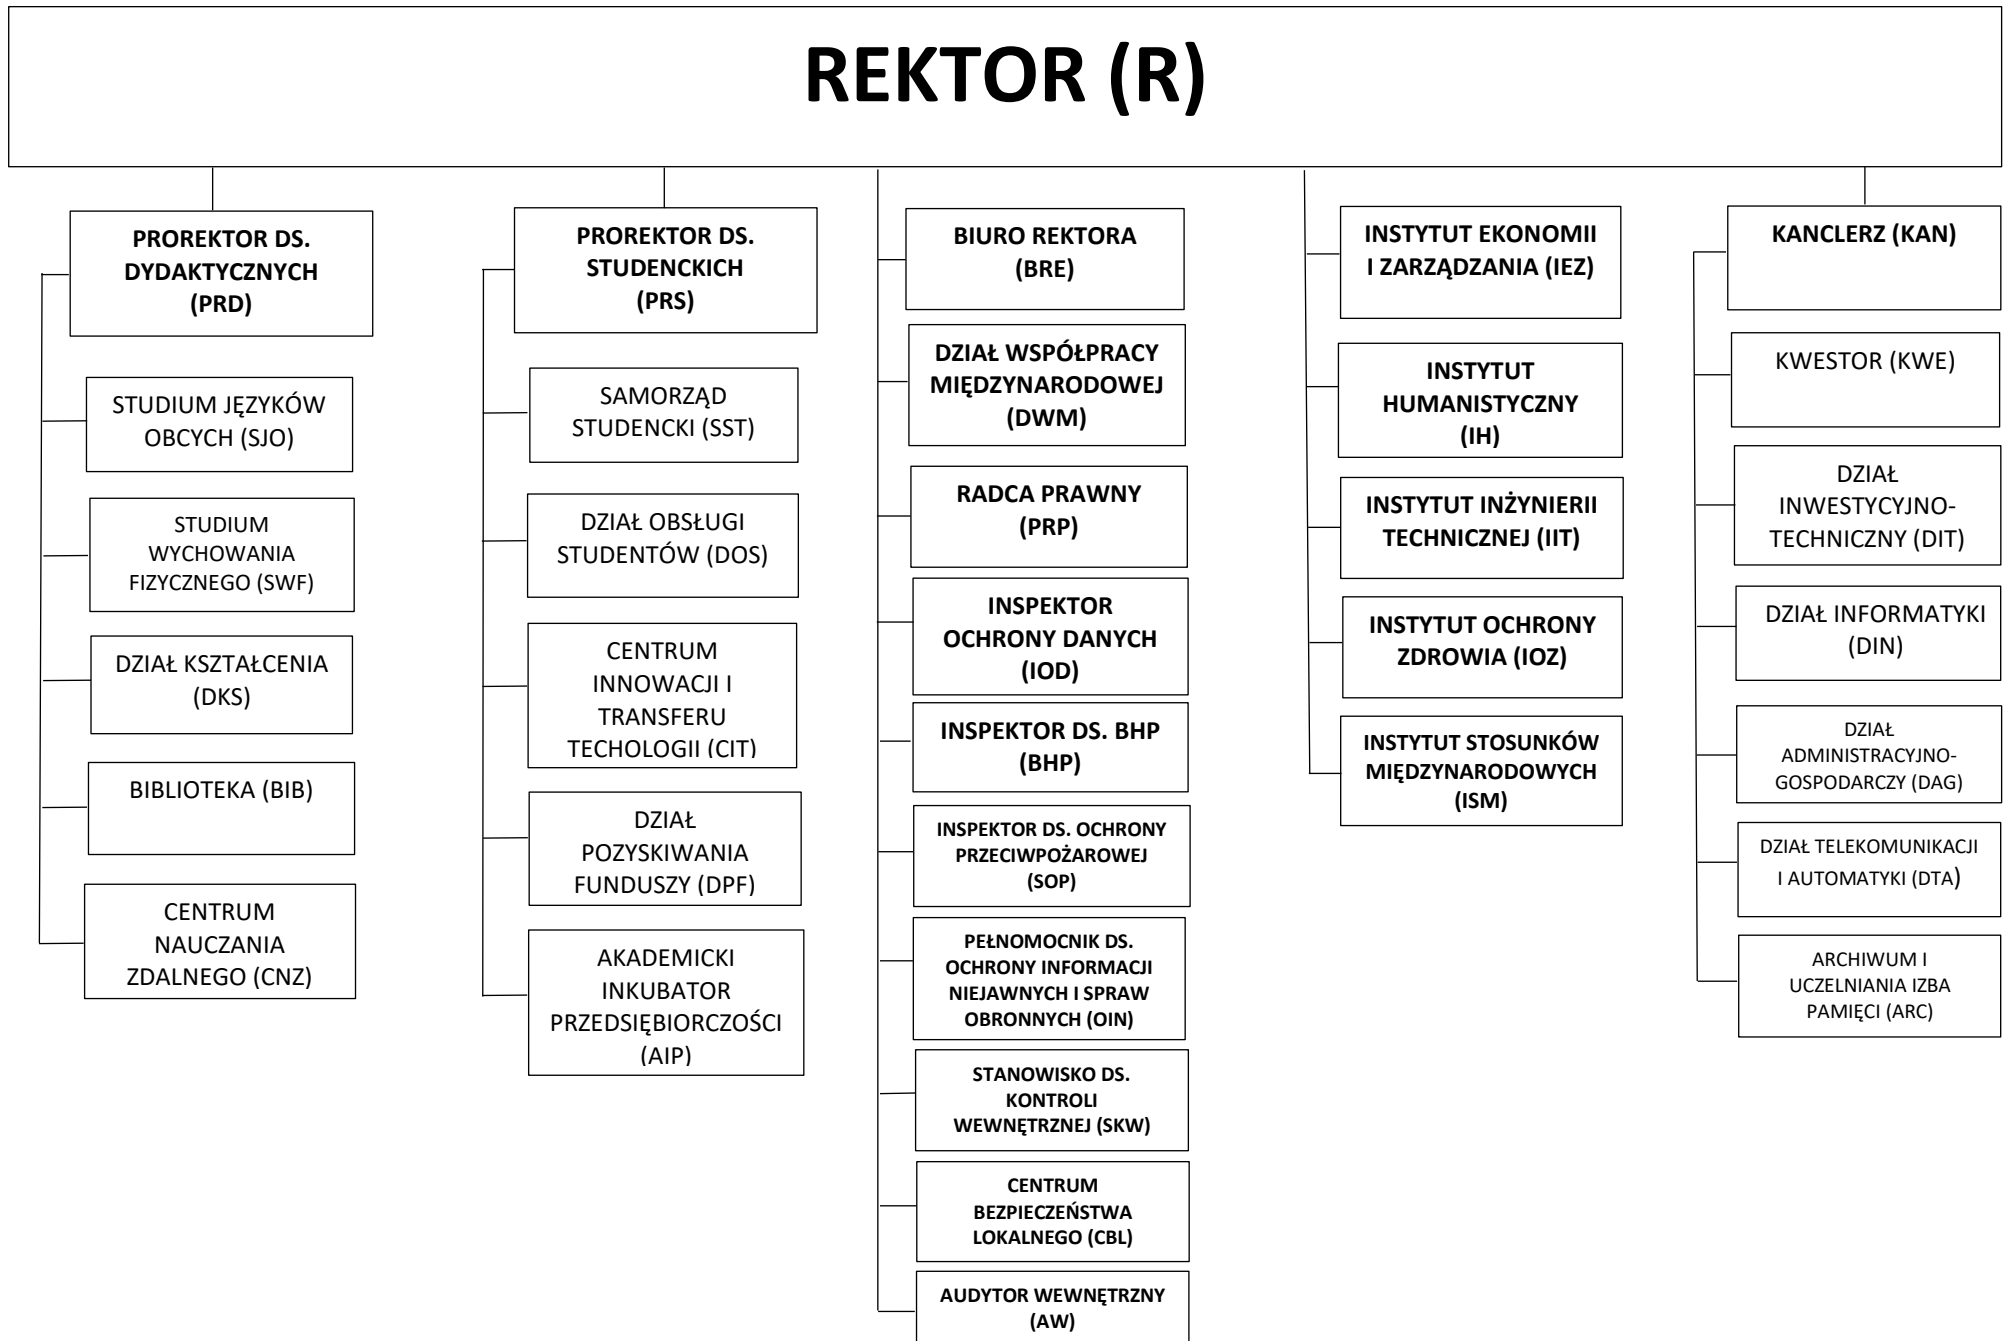 REKTOR (R)
PROREKTOR DS.
DYDAKTYCZNYCH
(PRD)
STUDIUM JĘZYKÓW
OBCYCH (SJO)
STUDIUM
WYCHOWANIA
FIZYCZNEGO (SWF)
DZIAŁ KSZTAŁCENIA
(DKS)
BIBLIOTEKA (BIB)
CENTRUM
NAUCZANIA
ZDALNEGO (CNZ)
PROREKTOR DS.
STUDENCKICH
(PRS)
SAMORZĄD
STUDENCKI (SST)
DZIAŁ OBSŁUGI
STUDENTÓW (DOS)
CENTRUM
INNOWACJI I
TRANSFERU
TECHOLOGII (CIT)
DZIAŁ
POZYSKIWANIA
FUNDUSZY (DPF)
AKADEMICKI
INKUBATOR
PRZEDSIĘBIORCZOŚCI
(AIP)
BIURO REKTORA
(BRE)
DZIAŁ WSPÓŁPRACY
MIĘDZYNARODOWEJ
(DWM)
RADCA PRAWNY
(PRP)
INSPEKTOR
OCHRONY DANYCH
(IOD)
INSPEKTOR DS. BHP
(BHP)
INSPEKTOR DS. OCHRONY
PRZECIWPOŻAROWEJ
(SOP)
PEŁNOMOCNIK DS.
OCHRONY INFORMACJI
NIEJAWNYCH I SPRAW
OBRONNYCH (OIN)
STANOWISKO DS.
KONTROLI
WEWNĘTRZNEJ (SKW)
CENTRUM
BEZPIECZEŃSTWA
LOKALNEGO (CBL)
AUDYTOR WEWNĘTRZNY
(AW)
INSTYTUT EKONOMII
I ZARZĄDZANIA (IEZ)
INSTYTUT
HUMANISTYCZNY
(IH)
INSTYTUT INŻYNIERII
TECHNICZNEJ (IIT)
INSTYTUT OCHRONY
ZDROWIA (IOZ)
INSTYTUT STOSUNKÓW
MIĘDZYNARODOWYCH
(ISM)
KANCLERZ (KAN)
KWESTOR (KWE)
DZIAŁ
INWESTYCYJNO-
TECHNICZNY (DIT)
DZIAŁ INFORMATYKI
(DIN)
DZIAŁ
ADMINISTRACYJNO-
GOSPODARCZY (DAG)
DZIAŁ TELEKOMUNIKACJI
I AUTOMATYKI (DTA)
ARCHIWUM I
UCZELNIANIA IZBA
PAMIĘCI (ARC)